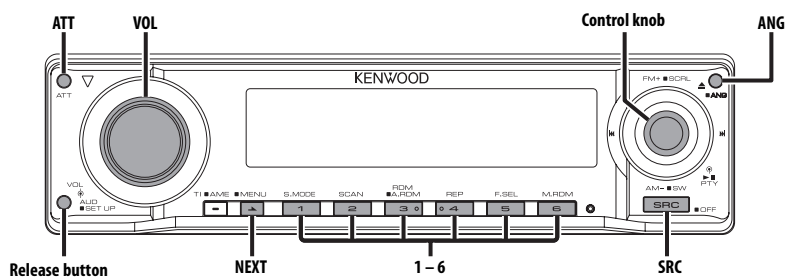 ATT VOL Control knob ANG
KENWOOD
FM+ ■SCRL
ATT ■ANG
VOL
AUD
■SET UP
TI ■AME ■MENU S.MODE SCAN RDM ■A.RDM REP F.SEL M.RDM
AM– ■SW
PTY
– 1 2 3 4 5 6 SRC ■OFF
Release button NEXT 1 – 6 SRC